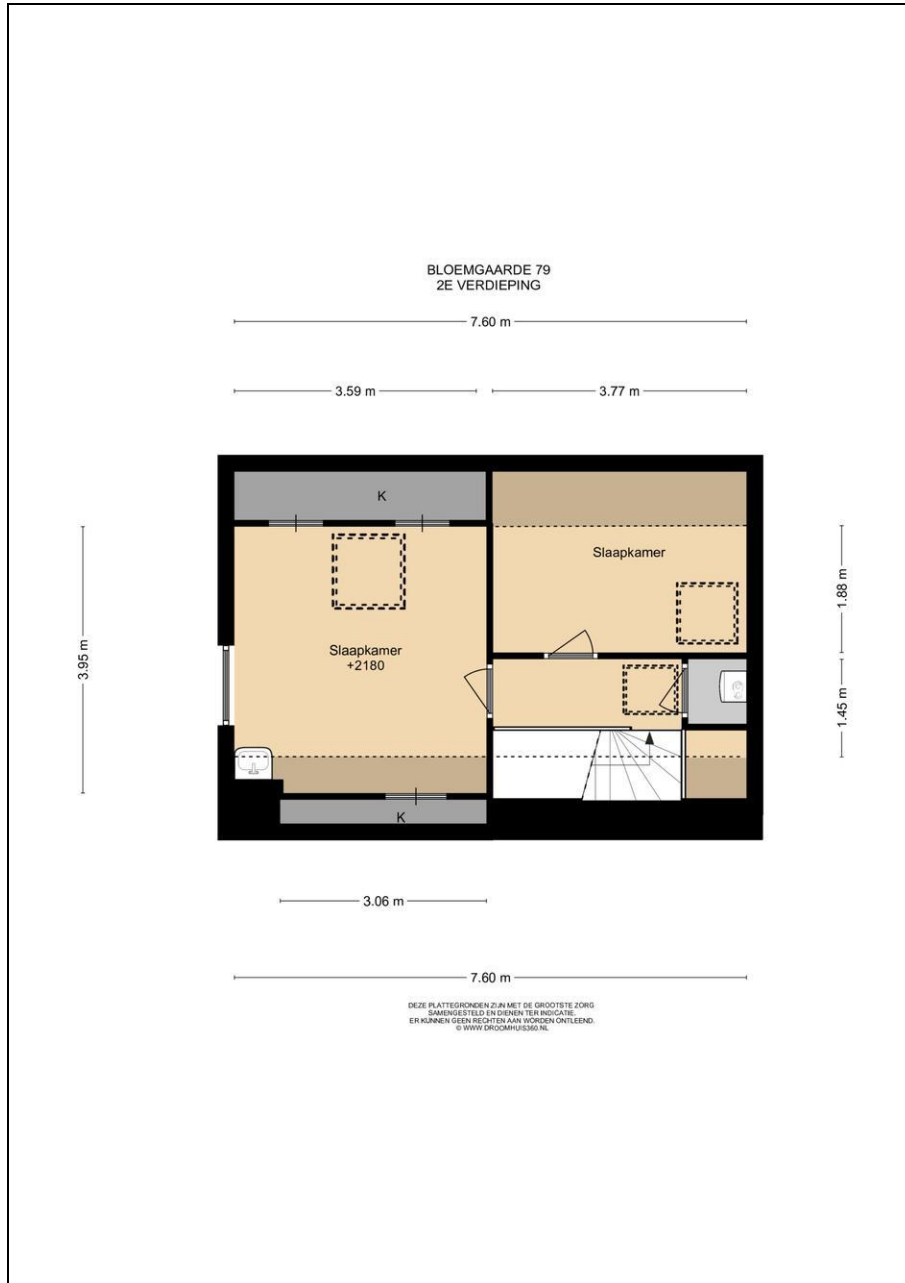 BLOEMGAARDE 79
2E VERDIEPING
7.60 m
3.59 m
3.77 m
K
Slaapkamer
1.88 m
Slaapkamer
+2180
3.95 m
1.45 m
K
3.06 m
7.60 m
DEZE PLATTEGRONDEN ZIJN MET DE GROOTSTE ZORG
SAMENGESTELD EN DIENEN TER INDICATIE.
ER KUNNEN GEEN RECHTEN AAN WORDEN ONTLEEND.
© WWW.DROOMHUIS360.NL